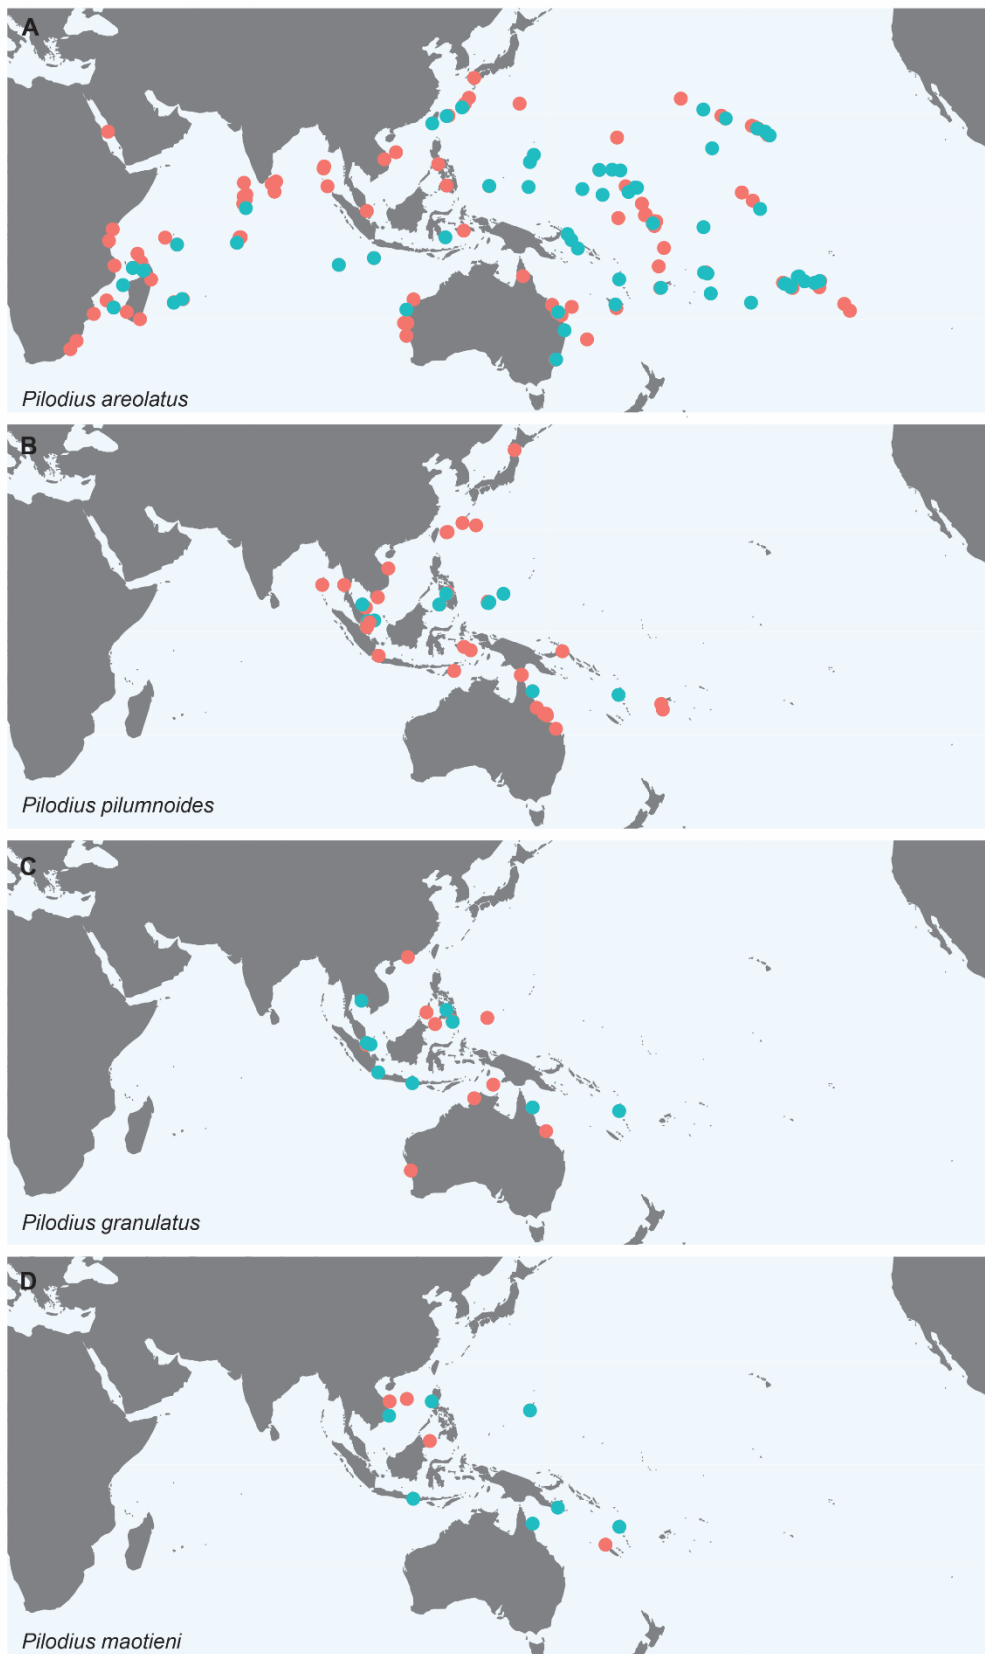 A
Pilodius areolatus
B
Pilodius pilumnoides
C
Pilodius granulatus
D
Pilodius maotieni